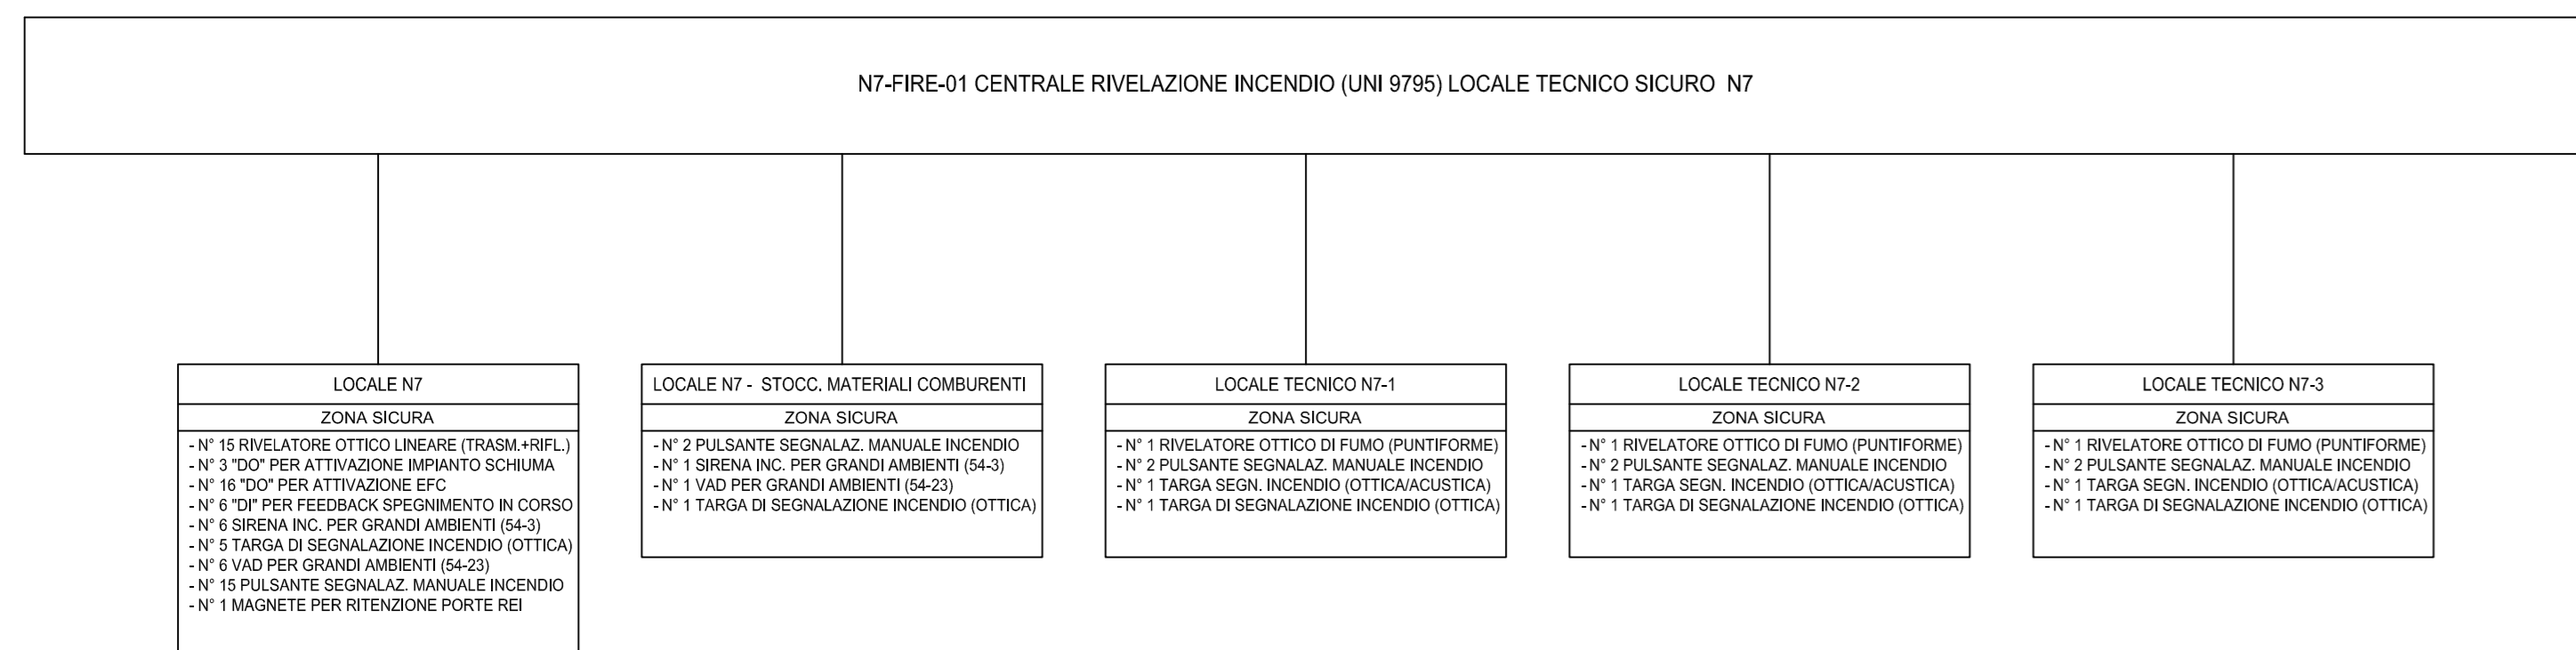 N7-FIRE-01 CENTRALE RIVELAZIONE INCENDIO (UNI 9795) LOCALE TECNICO SICURO N7
LOCALE N7
ZONA SICURA
- N° 15 RIVELATORE OTTICO LINEARE (TRASM.+RIFL.)
- N° 3 "DO" PER ATTIVAZIONE IMPIANTO SCHIUMA
- N° 16 "DO" PER ATTIVAZIONE EFC
- N° 6 "DI" PER FEEDBACK SPEGNIMENTO IN CORSO
- N° 6 SIRENA INC. PER GRANDI AMBIENTI (54-3)
- N° 5 TARGA DI SEGNALAZIONE INCENDIO (OTTICA)
- N° 6 VAD PER GRANDI AMBIENTI (54-23)
- N° 15 PULSANTE SEGNALAZ. MANUALE INCENDIO
- N° 1 MAGNETE PER RITENZIONE PORTE REI
LOCALE N7 - STOCC. MATERIALI COMBURENTI
ZONA SICURA
- N° 2 PULSANTE SEGNALAZ. MANUALE INCENDIO
- N° 1 SIRENA INC. PER GRANDI AMBIENTI (54-3)
- N° 1 VAD PER GRANDI AMBIENTI (54-23)
- N° 1 TARGA DI SEGNALAZIONE INCENDIO (OTTICA)
LOCALE TECNICO N7-1
ZONA SICURA
- N° 1 RIVELATORE OTTICO DI FUMO (PUNTIFORME)
- N° 2 PULSANTE SEGNALAZ. MANUALE INCENDIO
- N° 1 TARGA SEGN. INCENDIO (OTTICA/ACUSTICA)
- N° 1 TARGA DI SEGNALAZIONE INCENDIO (OTTICA)
LOCALE TECNICO N7-2
ZONA SICURA
- N° 1 RIVELATORE OTTICO DI FUMO (PUNTIFORME)
- N° 2 PULSANTE SEGNALAZ. MANUALE INCENDIO
- N° 1 TARGA SEGN. INCENDIO (OTTICA/ACUSTICA)
- N° 1 TARGA DI SEGNALAZIONE INCENDIO (OTTICA)
LOCALE TECNICO N7-3
ZONA SICURA
- N° 1 RIVELATORE OTTICO DI FUMO (PUNTIFORME)
- N° 2 PULSANTE SEGNALAZ. MANUALE INCENDIO
- N° 1 TARGA SEGN. INCENDIO (OTTICA/ACUSTICA)
- N° 1 TARGA DI SEGNALAZIONE INCENDIO (OTTICA)